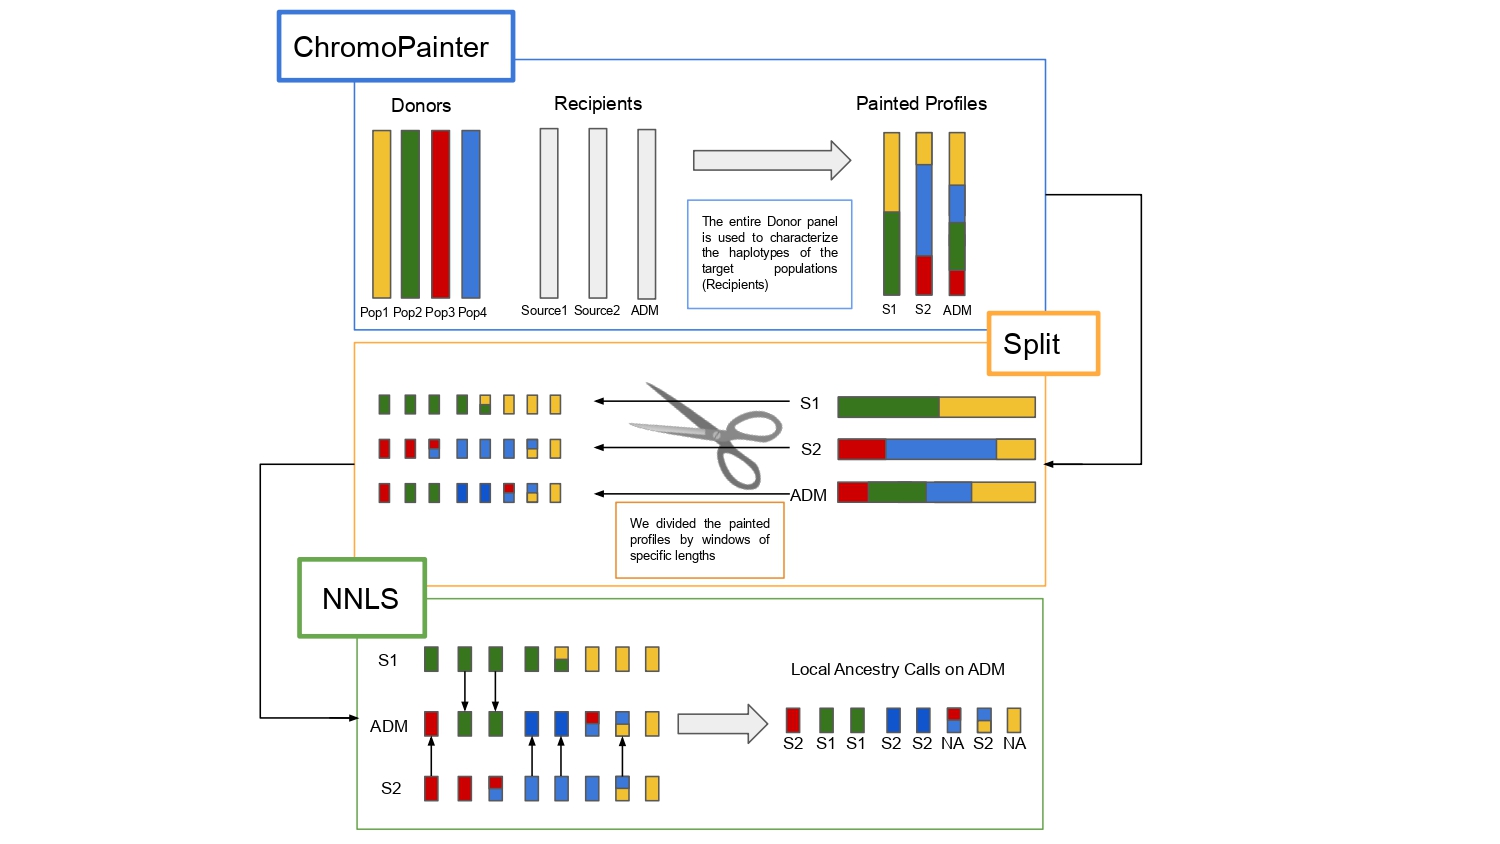 ChromoPainter
Donors
Recipients
Painted Profiles
The entire Donor panel
is used to characterize
the haplotypes of the
target populations
(Recipients)
Pop1 Pop2 Pop3 Pop4
Source1 Source2 ADM
S1 S2 ADM
Split
S1
S2
ADM
We divided the painted
profiles by windows of
specific lengths
NNLS
S1
ADM
S2
Local Ancestry Calls on ADM
S2 S1 S1 S2 S2 NA S2 NA